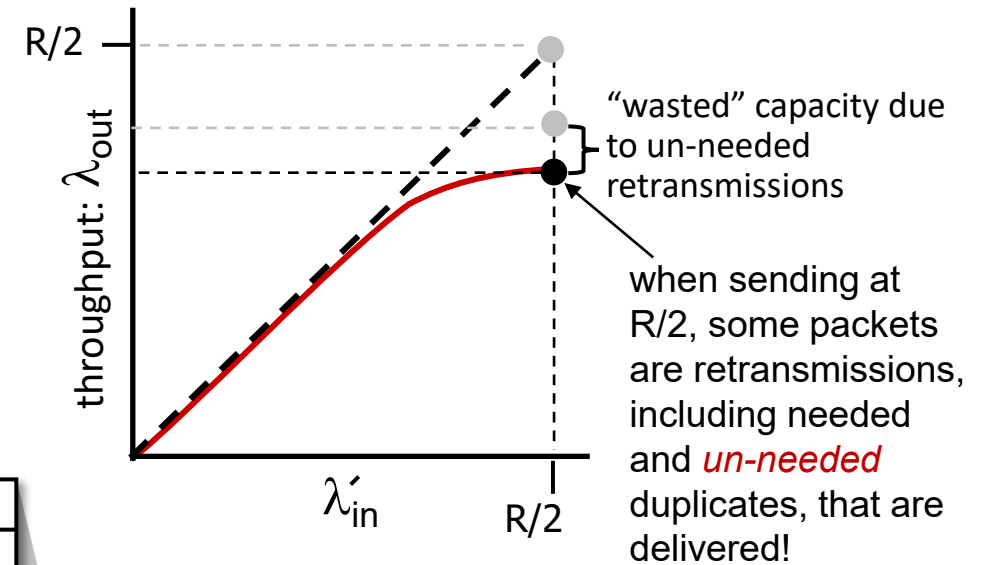 R/2
throughput: λout
“wasted” capacity due
to un-needed
retransmissions
when sending at
R/2, some packets
are retransmissions,
including needed
and un-needed
duplicates, that are
delivered!
λ′in
R/2